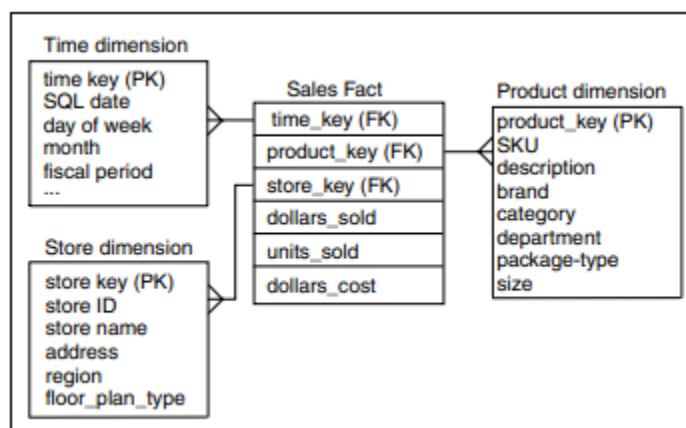 Time dimension
time key (PK)
SQL date
day of week
month
fiscal period
...
Store dimension
store key (PK)
store ID
store name
address
region
floor_plan_type
Sales Fact
time_key (FK)
product_key (FK)
store_key (FK)
dollars_sold
units_sold
dollars_cost
Product dimension
product_key (PK)
SKU
description
brand
category
department
package-type
size